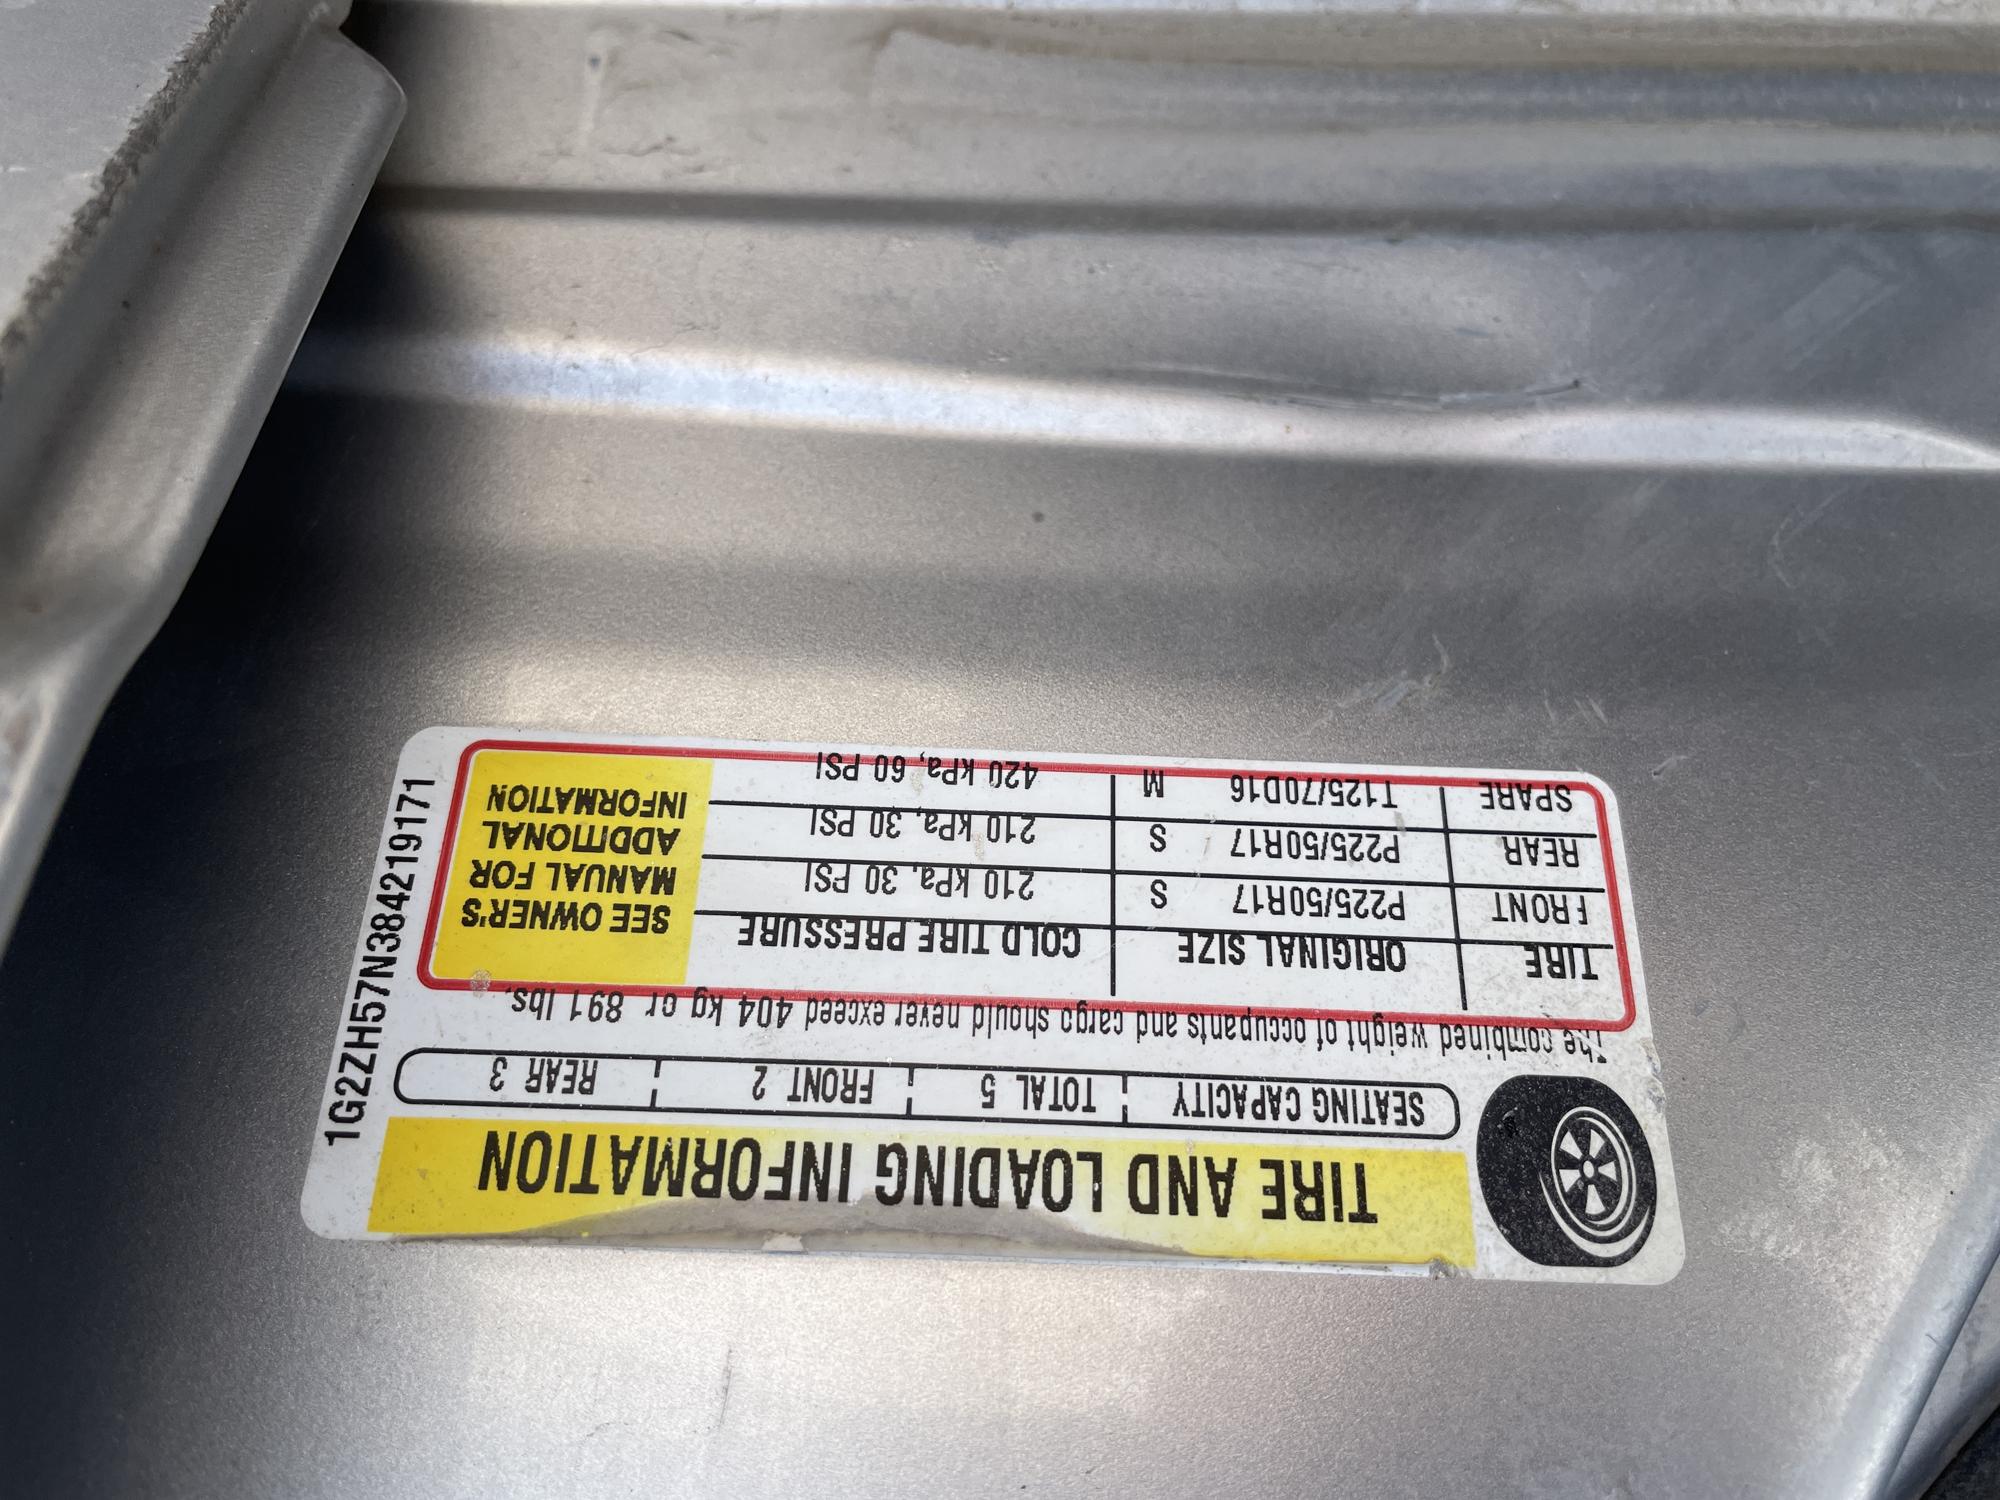 TIRE AND LOADING INFORMATION
SEATING CAPACITY TOTAL 5 FRONT 2 REAR 3
The combined weight of occupants and cargo should never exceed 404 kg or 891 lbs.
TIRE ORIGINAL SIZE COLD TIRE PRESSURE
FRONT P225/50R17 S 210 kPa, 30 PSI
REAR P225/50R17 S 210 kPa, 30 PSI
SPARE T125/70D16 M 420 kPa, 60 PSI
SEE OWNER'S
MANUAL FOR
ADDITIONAL
INFORMATION
1G2ZH57N384219171